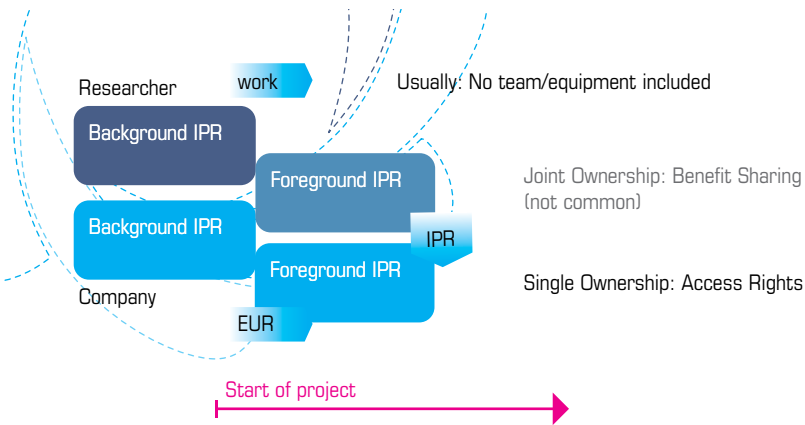 Researcher
work
Usually: No team/equipment included
Background IPR
Foreground IPR
Joint Ownership: Benefit Sharing
(not common)
Background IPR
IPR
Foreground IPR
Single Ownership: Access Rights
Company
EUR
Start of project